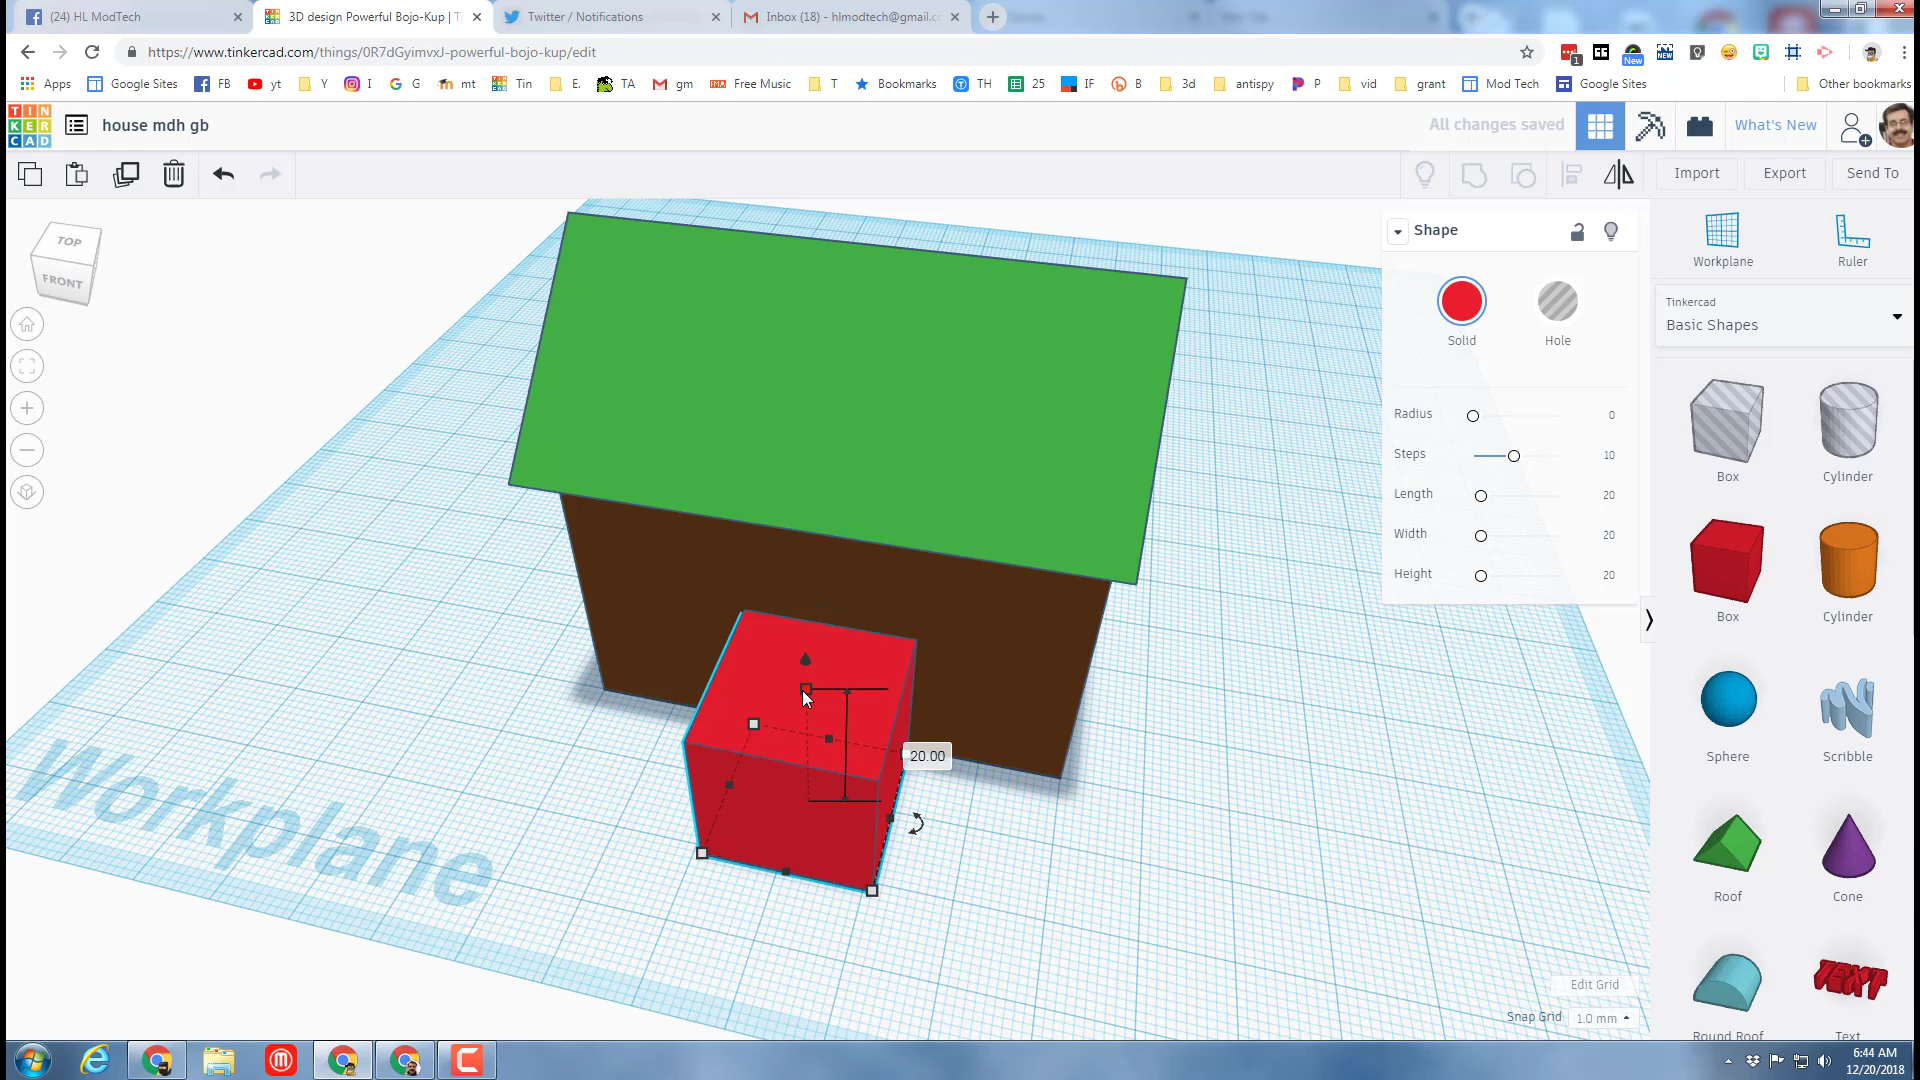 (24) HL ModTech
3D design Powerful Bojo-Kup | T
Twitter / Notifications
Inbox (18) - hlmodtech@gmail.c
https://www.tinkercad.com/things/0R7dGyimvxJ-powerful-bojo-kup/edit
1
New
NEW
Apps
Google Sites
FB
yt
Y
I
G
mt
Tin
E.
TA
gm
Free Music
T
Bookmarks
TH
25
IF
B
3d
antispy
P
vid
grant
Mod Tech
Google Sites
Other bookmarks
TIN
KER
CAD
house mdh gb
All changes saved
What's New
Import
Export
Send To
TOP
FRONT
Shape
Solid
Hole
Radius
0
Steps
10
Length
20
Width
20
Height
20
20.00
Workplane
Workplane
Ruler
Tinkercad
Basic Shapes
Box
Cylinder
Box
Cylinder
Sphere
Scribble
Roof
Cone
Round Roof
TEXT
Text
Edit Grid
Snap Grid
1.0 mm
6:44 AM
12/20/2018